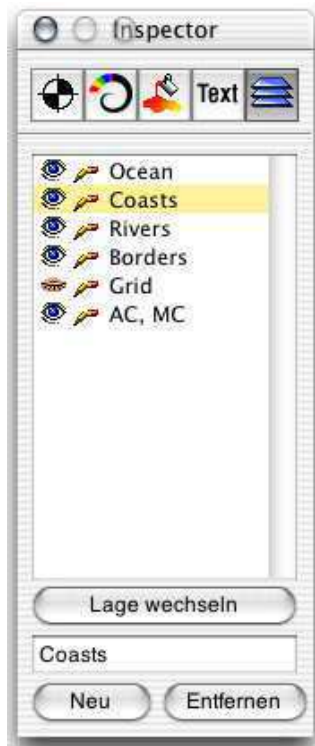 Inspector
Text
Ocean
Coasts
Rivers
Borders
Grid
AC, MC
Lage wechseln
Coasts
Neu Entfernen